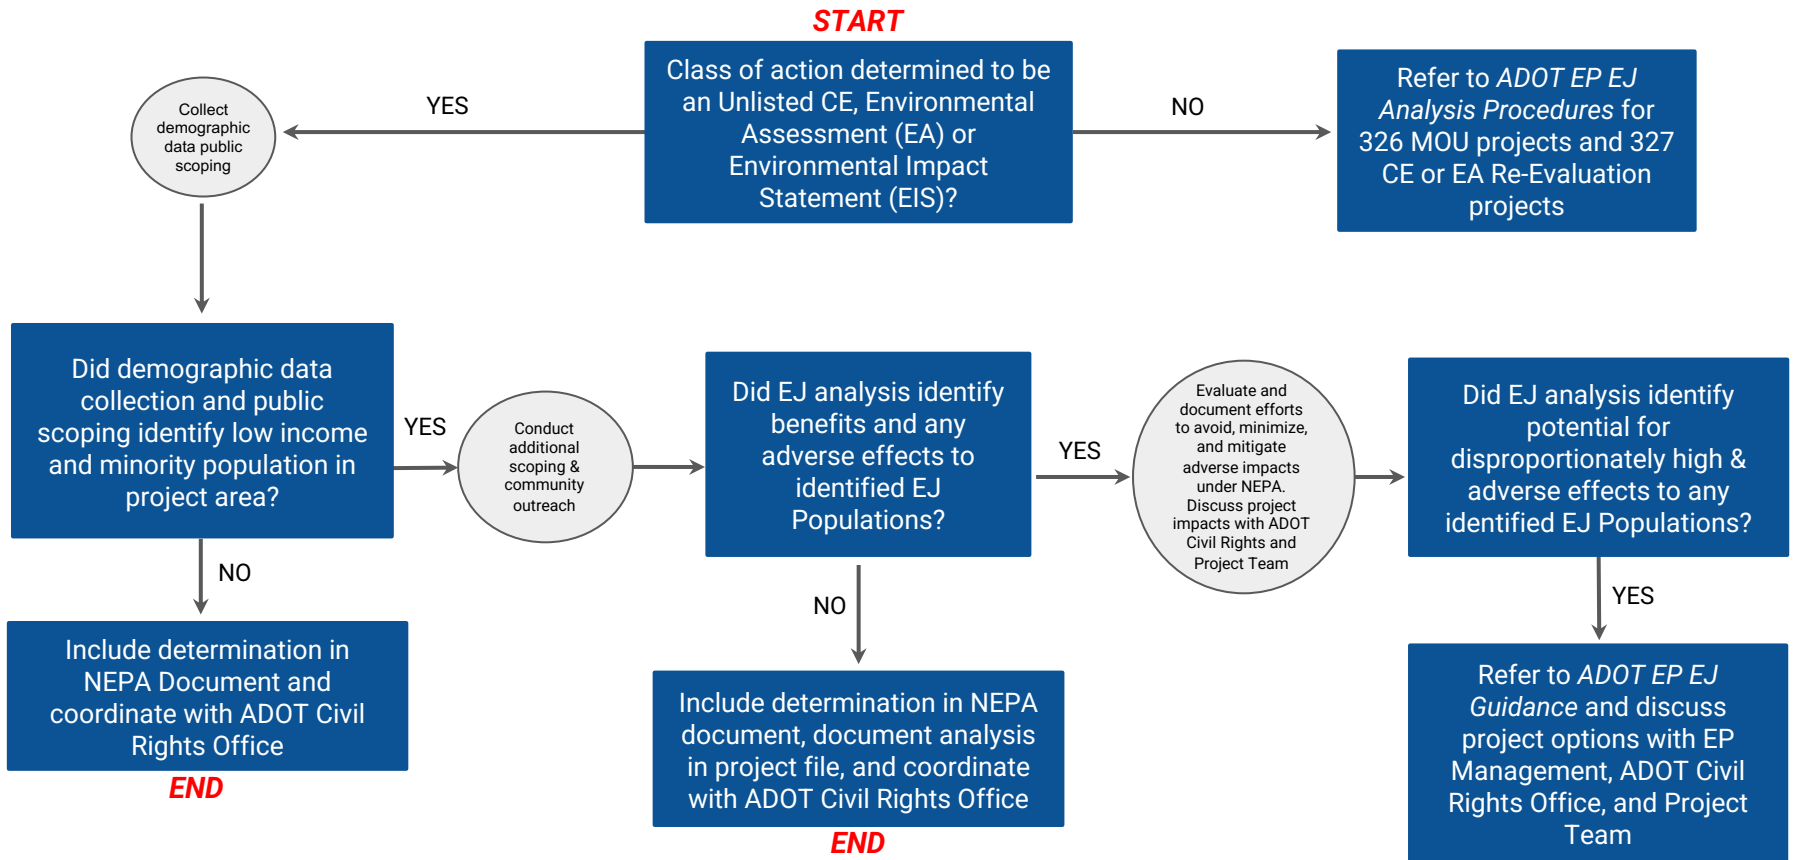 START
Class of action determined to be
an Unlisted CE, Environmental
Assessment (EA) or
Environmental Impact
Statement (EIS)?
NO
Refer to ADOT EP EJ
Analysis Procedures for
326 MOU projects and 327
CE or EA Re-Evaluation
projects
YES
Collect
demographic
data public
scoping
Did demographic data
collection and public
scoping identify low income
and minority population in
project area?
NO
Include determination in
NEPA Document and
coordinate with ADOT Civil
Rights Office
END
YES
Conduct
additional
scoping &
community
outreach
Did EJ analysis identify
benefits and any
adverse effects to
identified EJ
Populations?
NO
Include determination in NEPA
document, document analysis
in project file, and coordinate
with ADOT Civil Rights Office
END
YES
Evaluate and
document efforts
to avoid, minimize,
and mitigate
adverse impacts
under NEPA.
Discuss project
impacts with ADOT
Civil Rights and
Project Team
Did EJ analysis identify
potential for
disproportionately high &
adverse effects to any
identified EJ Populations?
YES
Refer to ADOT EP EJ
Guidance and discuss
project options with EP
Management, ADOT Civil
Rights Office, and Project
Team